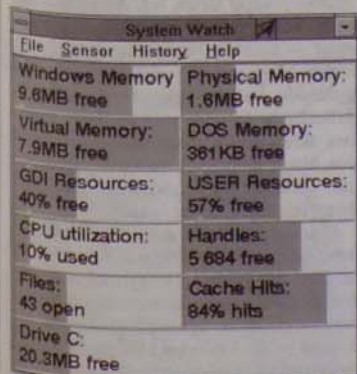 System Watch
File Sensor History Help
Windows Memory Physical Memory:
9.6MB free 1.6MB free
Virtual Memory: DOS Memory:
7.9MB free 361KB free
GDI Resources: USER Resources:
40% free 57% free
CPU utilization: Handles:
10% used 5 684 free
Files: Cache Hits:
43 open 84% hits
Drive C:
20.3MB free